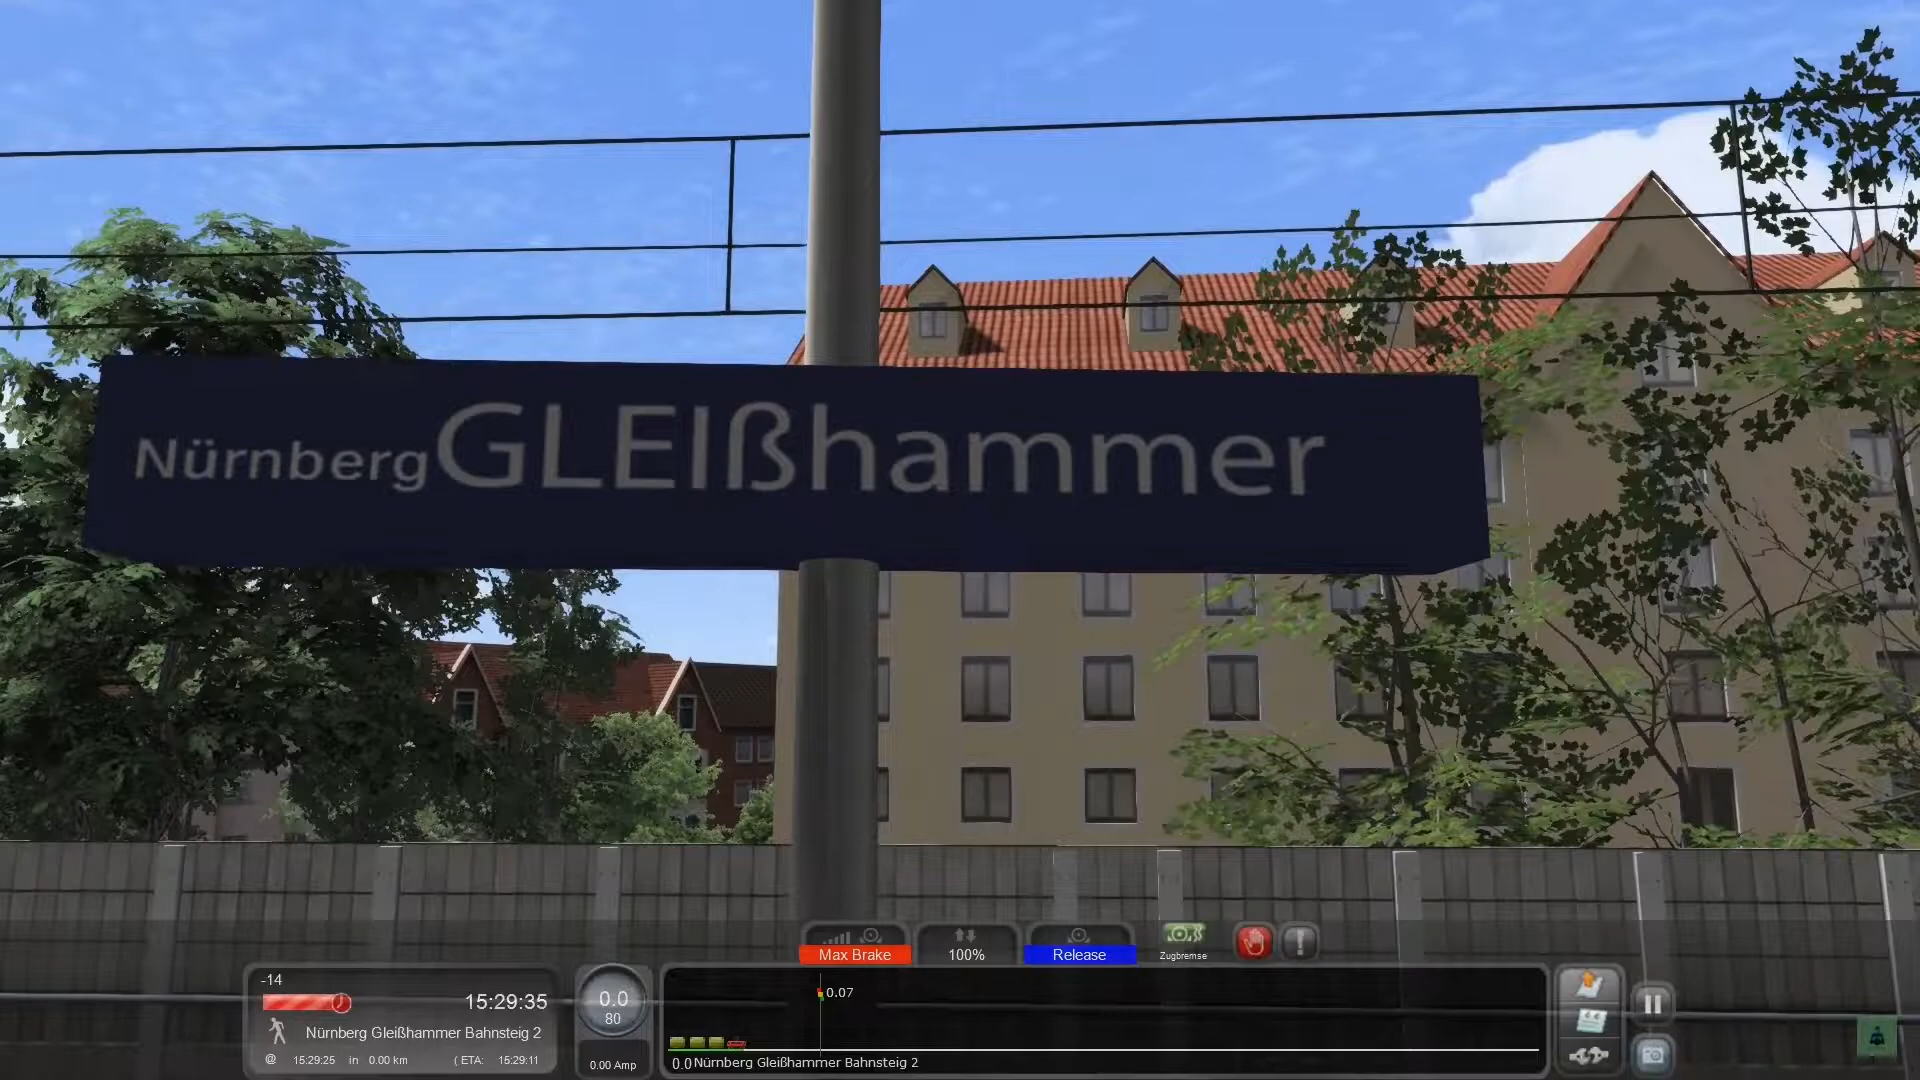 Nürnberg GLEIßhammer
Max Brake
100%
Release
Zugbremse
-14
15:29:35
Nürnberg Gleißhammer Bahnsteig 2
@ 15:29:25 in 0.00 km ( ETA: 15:29:11
0.0
80
0.00 Amp
0.07
0.0 Nürnberg Gleißhammer Bahnsteig 2